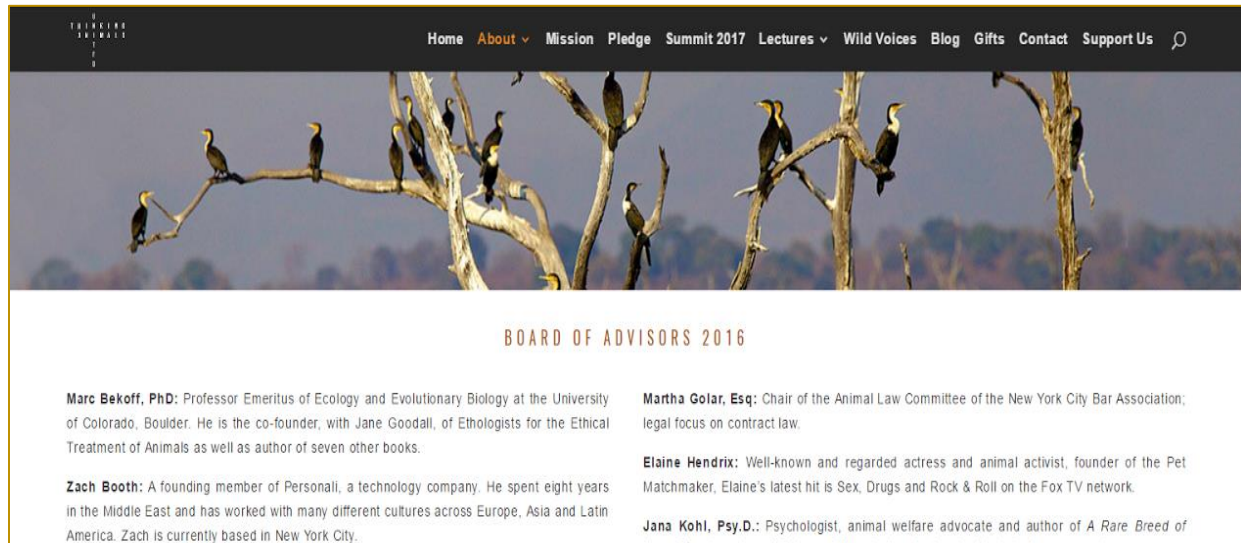 THINKING
ANIMALS
UNITED
Home About Mission Pledge Summit 2017 Lectures Wild Voices Blog Gifts Contact Support Us
BOARD OF ADVISORS 2016
Marc Bekoff, PhD: Professor Emeritus of Ecology and Evolutionary Biology at the University
of Colorado, Boulder. He is the co-founder, with Jane Goodall, of Ethologists for the Ethical
Treatment of Animals as well as author of seven other books.
Zach Booth: A founding member of Personali, a technology company. He spent eight years
in the Middle East and has worked with many different cultures across Europe, Asia and Latin
America. Zach is currently based in New York City.
Martha Golar, Esq: Chair of the Animal Law Committee of the New York City Bar Association;
legal focus on contract law.
Elaine Hendrix: Well-known and regarded actress and animal activist, founder of the Pet
Matchmaker, Elaine's latest hit is Sex, Drugs and Rock & Roll on the Fox TV network.
Jana Kohl, Psy.D.: Psychologist, animal welfare advocate and author of A Rare Breed of